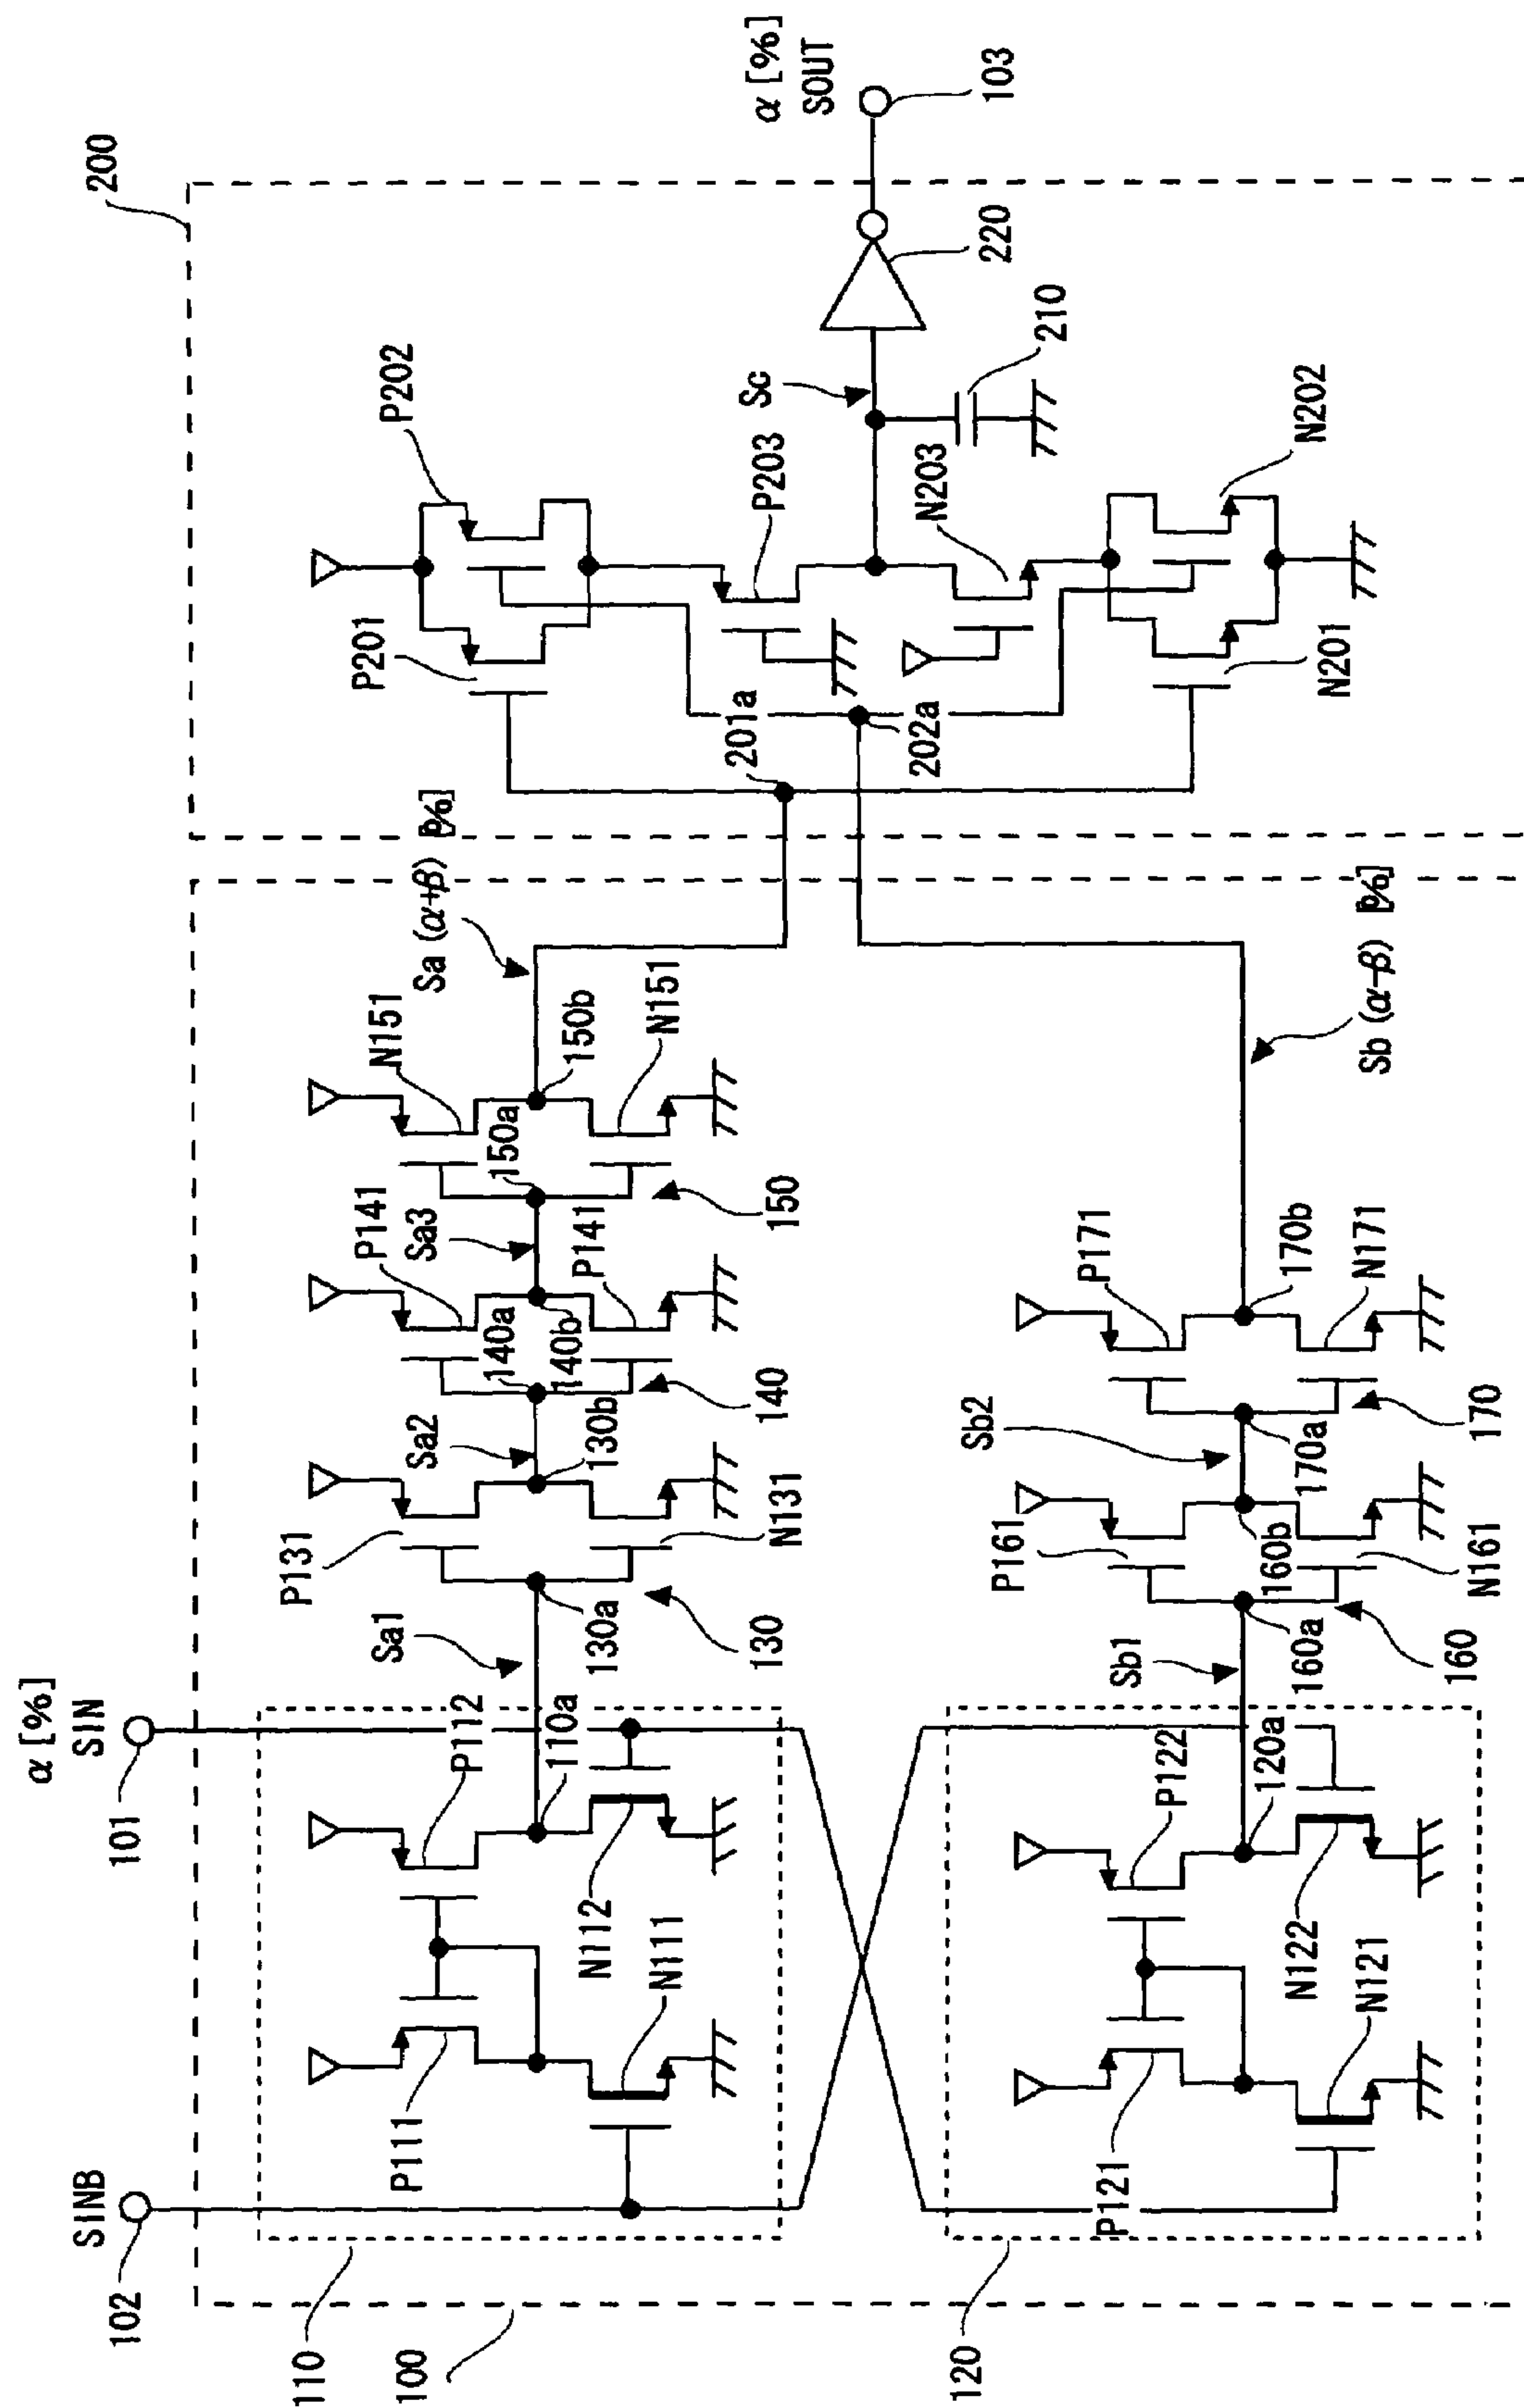 α [%]
SOUT
103
200
220
210
Sc
P202
P203
N203
N202
P201
201a
202a
N201
Sa (α+β) [%]
Sb (α-β) [%]
N151
150b
N151
150a
150
P141
Sa3
P141
140a
140b
140
Sa2
130b
P131
N131
130a
130
Sa1
P171
170b
N171
Sb2
170a
170
P161
160b
N161
160a
160
Sb1
α [%]
SIN
101
P112
110a
N112
N111
P111
P122
120a
N122
N121
P121
SINB
102
110
100
120